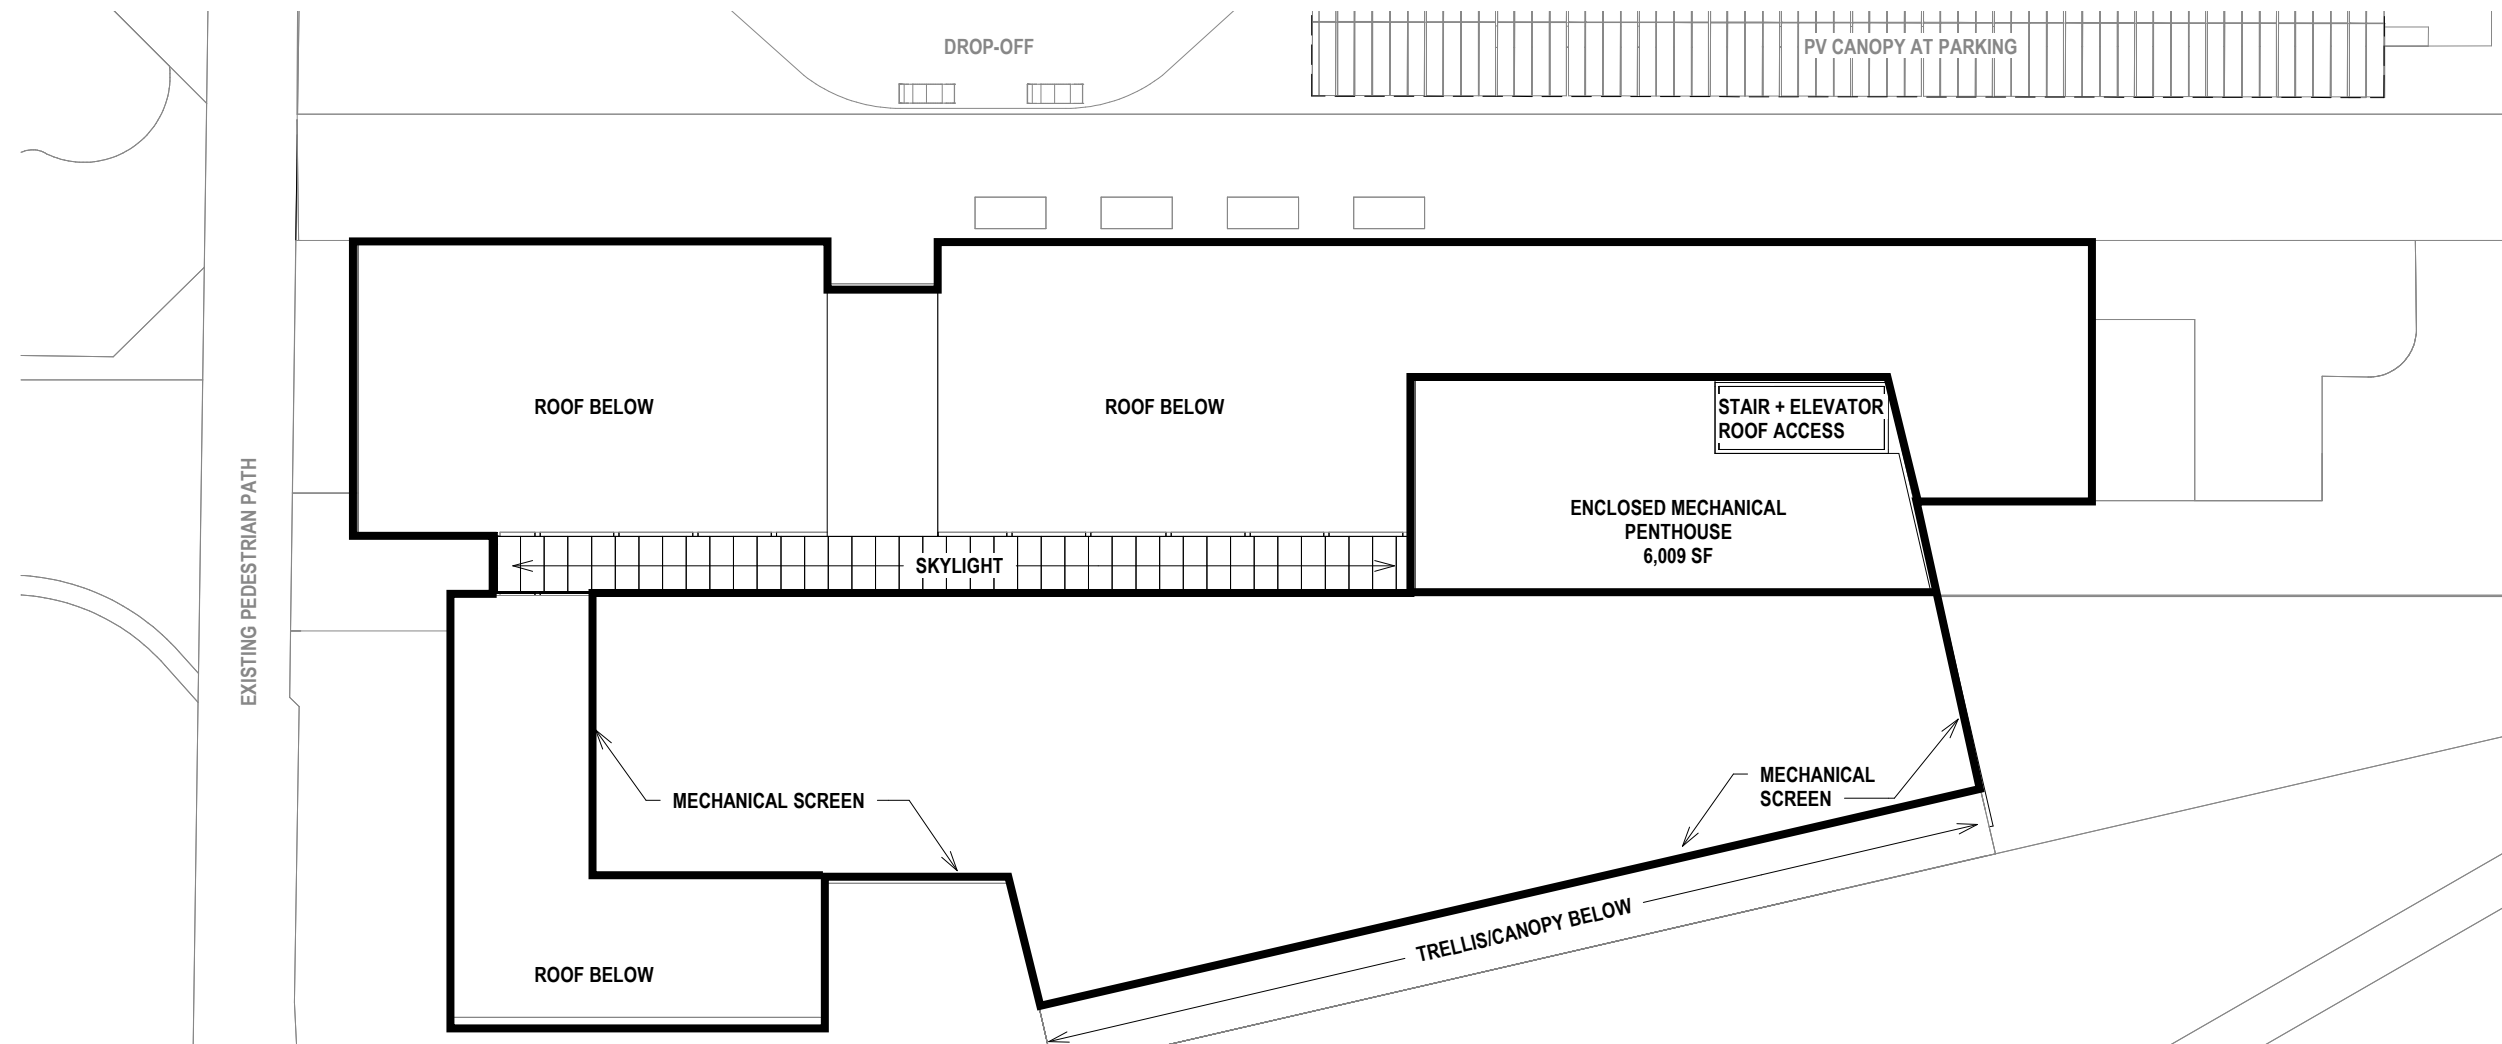 DROP-OFF
PV CANOPY AT PARKING
ROOF BELOW
ROOF BELOW
STAIR + ELEVATOR
ROOF ACCESS
EXISTING PEDESTRIAN PATH
ENCLOSED MECHANICAL
PENTHOUSE
6,009 SF
SKYLIGHT
MECHANICAL SCREEN
MECHANICAL
SCREEN
TRELLIS/CANOPY BELOW
ROOF BELOW